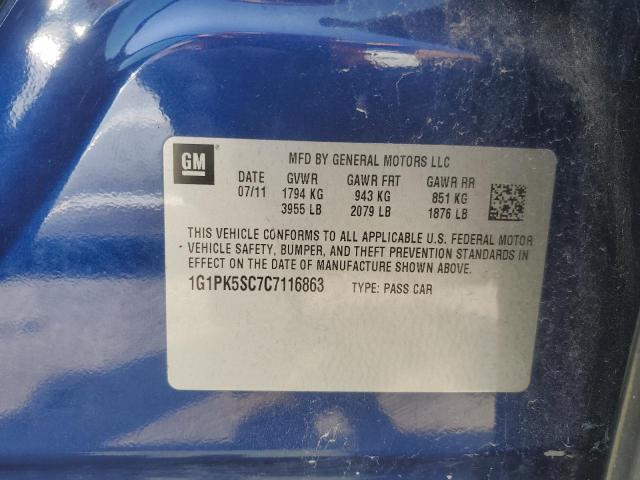 GM
MFD BY GENERAL MOTORS LLC
DATE GVWR GAWR FRT GAWR RR
07/11 1794 KG 943 KG 851 KG
3955 LB 2079 LB 1876 LB
THIS VEHICLE CONFORMS TO ALL APPLICABLE U.S. FEDERAL MOTOR
VEHICLE SAFETY, BUMPER, AND THEFT PREVENTION STANDARDS IN
EFFECT ON THE DATE OF MANUFACTURE SHOWN ABOVE.
1G1PK5SC7C7116863 TYPE: PASS CAR